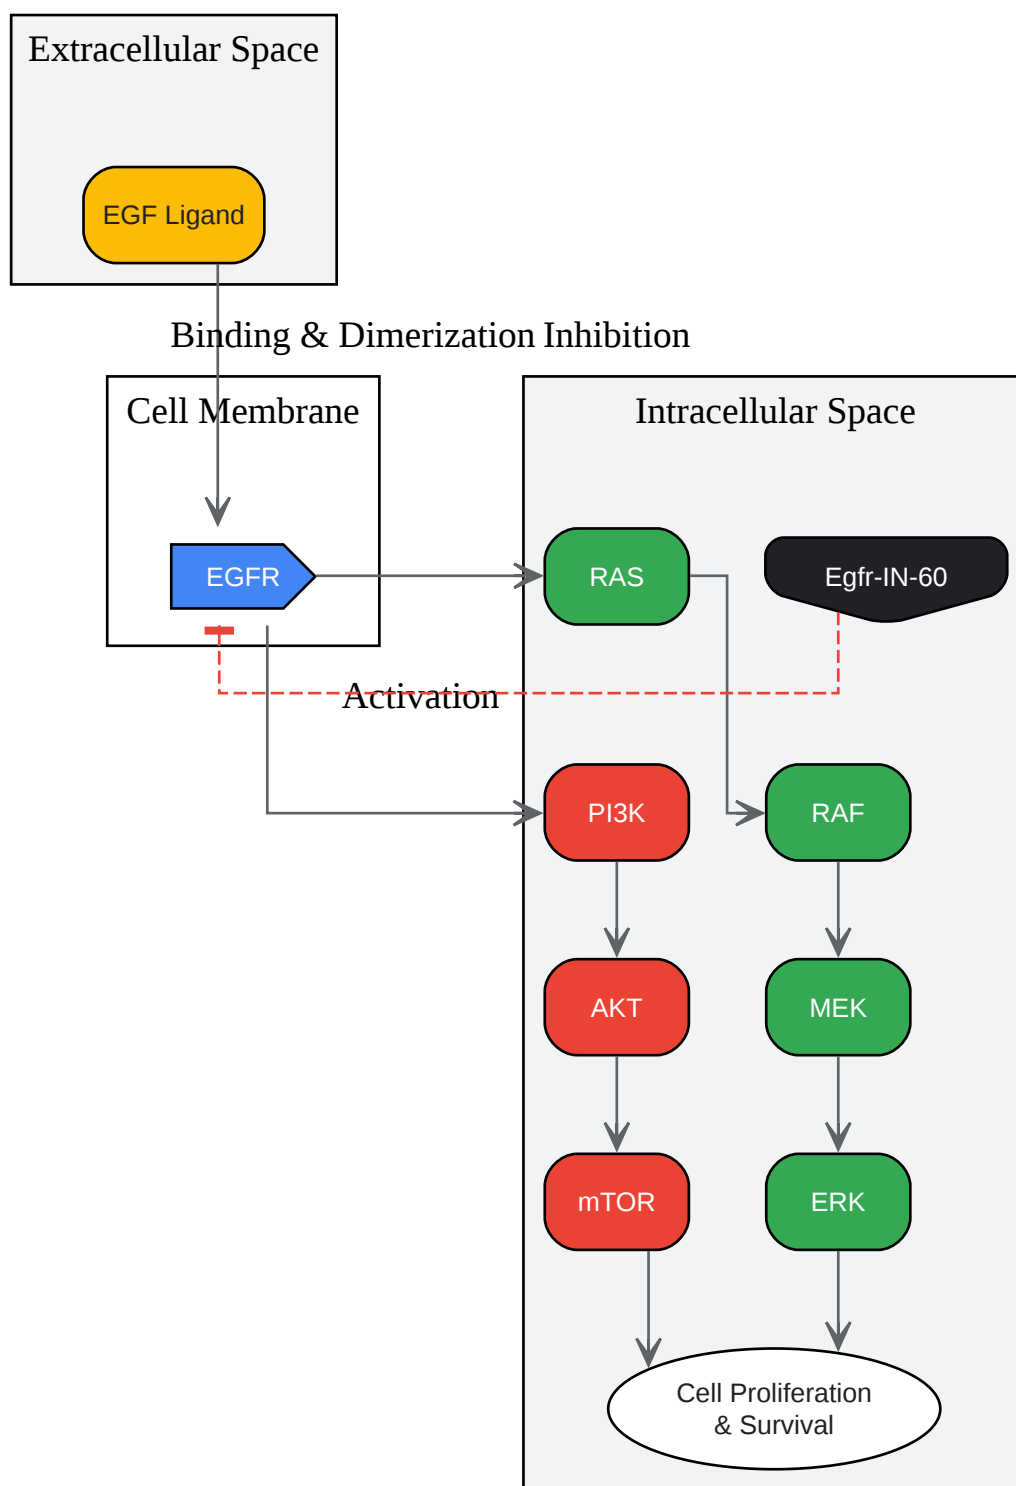 Extracellular Space
EGF Ligand
Binding & Dimerization Inhibition
Cell Membrane
Intracellular Space
EGFR
RAS
Egfr-IN-60
Activation
PI3K
RAF
AKT
MEK
mTOR
ERK
Cell Proliferation
& Survival